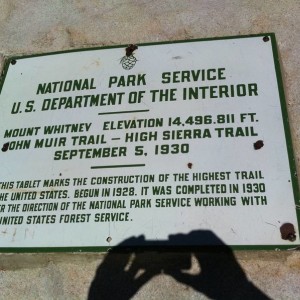 NATIONAL PARK SERVICE
U.S. DEPARTMENT OF THE INTERIOR
MOUNT WHITNEY ELEVATION 14,496.811 FT.
JOHN MUIR TRAIL — HIGH SIERRA TRAIL
SEPTEMBER 5, 1930
THIS TABLET MARKS THE CONSTRUCTION OF THE HIGHEST TRAIL
THE UNITED STATES. BEGUN IN 1928. IT WAS COMPLETED IN 1930
THE DIRECTION OF THE NATIONAL PARK SERVICE WORKING WITH
UNITED STATES FOREST SERVICE.